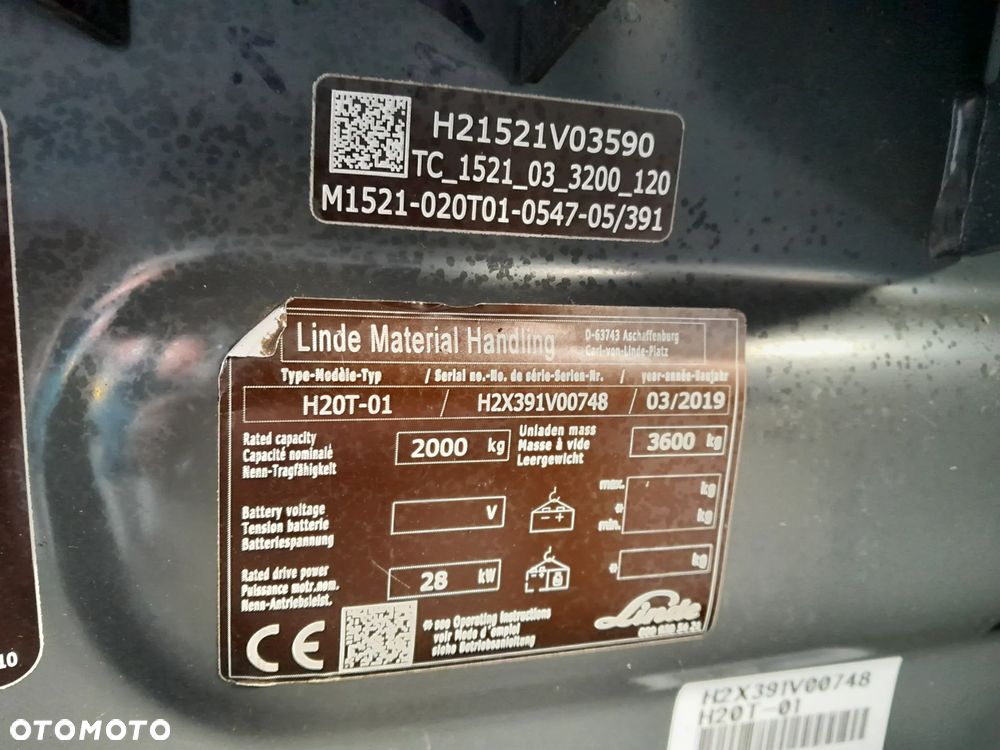 H21521V03590
TC_1521_03_3200_120
M1521-020T01-0547-05/391
Linde Material Handling
D-63743 Aschaffenburg
Carl-von-Linde-Platz
Type-Modèle-Typ / Serial no.-No. de série-Serien-Nr. / year-année-Baujahr
H20T-01 / H2X391V00748 / 03/2019
Rated capacity
Capacité nominale
Nenn-Tragfähigkeit
2000 kg
Unladen mass
Masse à vide
Leergewicht
3600 kg
Battery voltage
Tension batterie
Batteriespannung
V
max. kg
*
min. kg
Rated drive power
Puissance motr.nom.
Nenn-Antriebsleist.
28 kW
* kg
CE
* see Operating Instructions
voir Mode d'emploi
siehe Betriebsanleitung
Linde
10
H2X391V00748
H20T-01
OTOMOTO